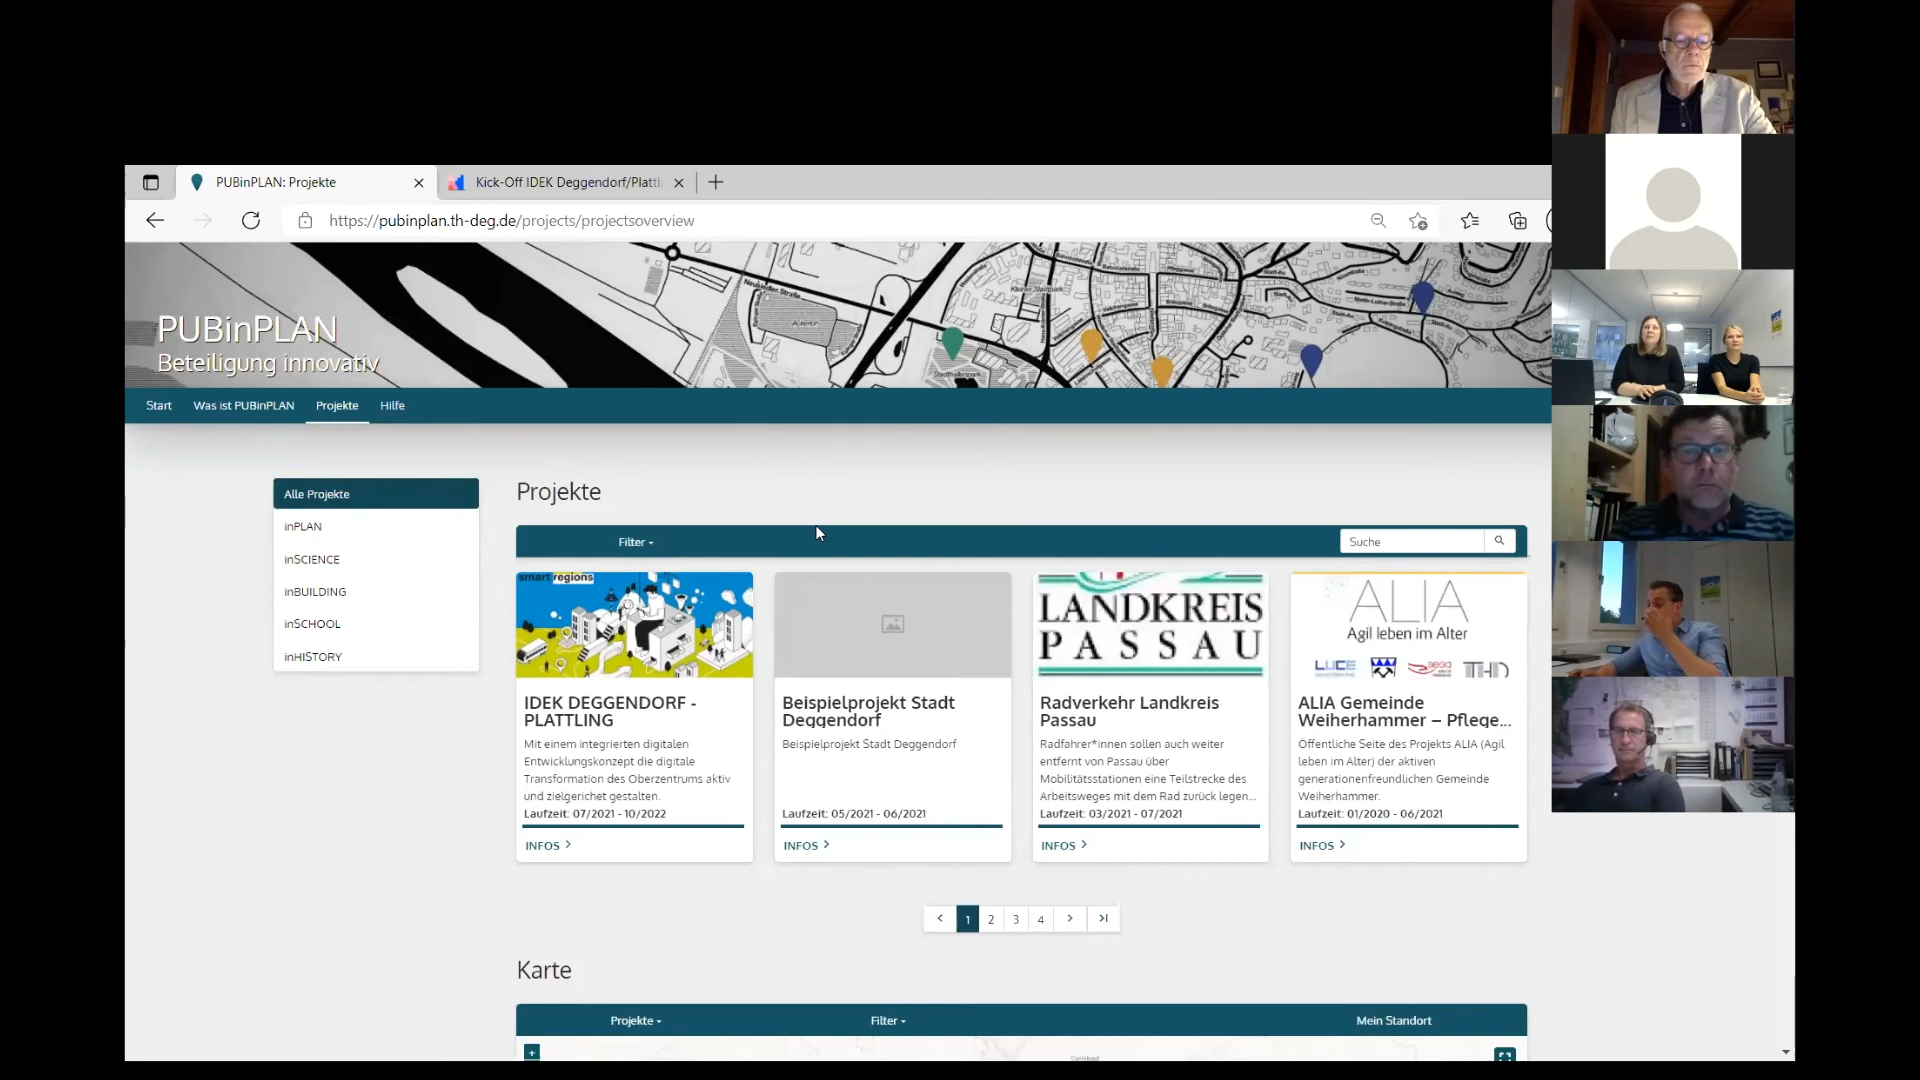 PUBinPLAN: Projekte
Kick-Off IDEK Deggendorf/Plattli
https://pubinplan.th-deg.de/projects/projectsoverview
PUBinPLAN
Beteiligung innovativ
Start
Was ist PUBinPLAN
Projekte
Hilfe
Alle Projekte
inPLAN
inSCIENCE
inBUILDING
inSCHOOL
inHISTORY
Projekte
Filter
Suche
smart regions
IDEK DEGGENDORF -
PLATTLING
Mit einem integrierten digitalen
Entwicklungskonzept die digitale
Transformation des Oberzentrums aktiv
und zielgerichet gestalten.
Laufzeit: 07/2021 - 10/2022
INFOS >
Beispielprojekt Stadt
Deggendorf
Beispielprojekt Stadt Deggendorf
Laufzeit: 05/2021 - 06/2021
INFOS >
LANDKREIS
PASSAU
Radverkehr Landkreis
Passau
Radfahrer*innen sollen auch weiter
entfernt von Passau über
Mobilitätsstationen eine Teilstrecke des
Arbeitsweges mit dem Rad zurück legen...
Laufzeit: 03/2021 - 07/2021
INFOS >
ALIA
Agil leben im Alter
LUCE
THD
ALIA Gemeinde
Weiherhammer – Pflege...
Öffentliche Seite des Projekts ALIA (Agil
leben im Alter) der aktiven
generationenfreundlichen Gemeinde
Weiherhammer.
Laufzeit: 01/2020 - 06/2021
INFOS >
< 1 2 3 4 > >|
Karte
Projekte
Filter
Mein Standort
+